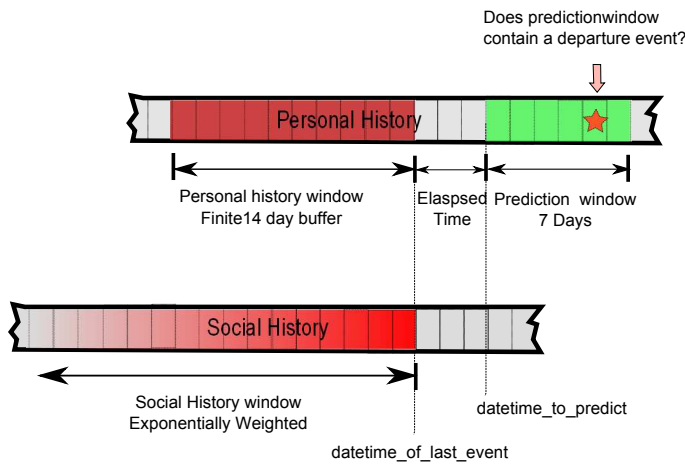 Does predictionwindow
contain a departure event?
Personal History
Personal history window
Finite14 day buffer
Elaspsed
Time
Prediction window
7 Days
Social History
Social History window
Exponentially Weighted
datetime_to_predict
datetime_of_last_event